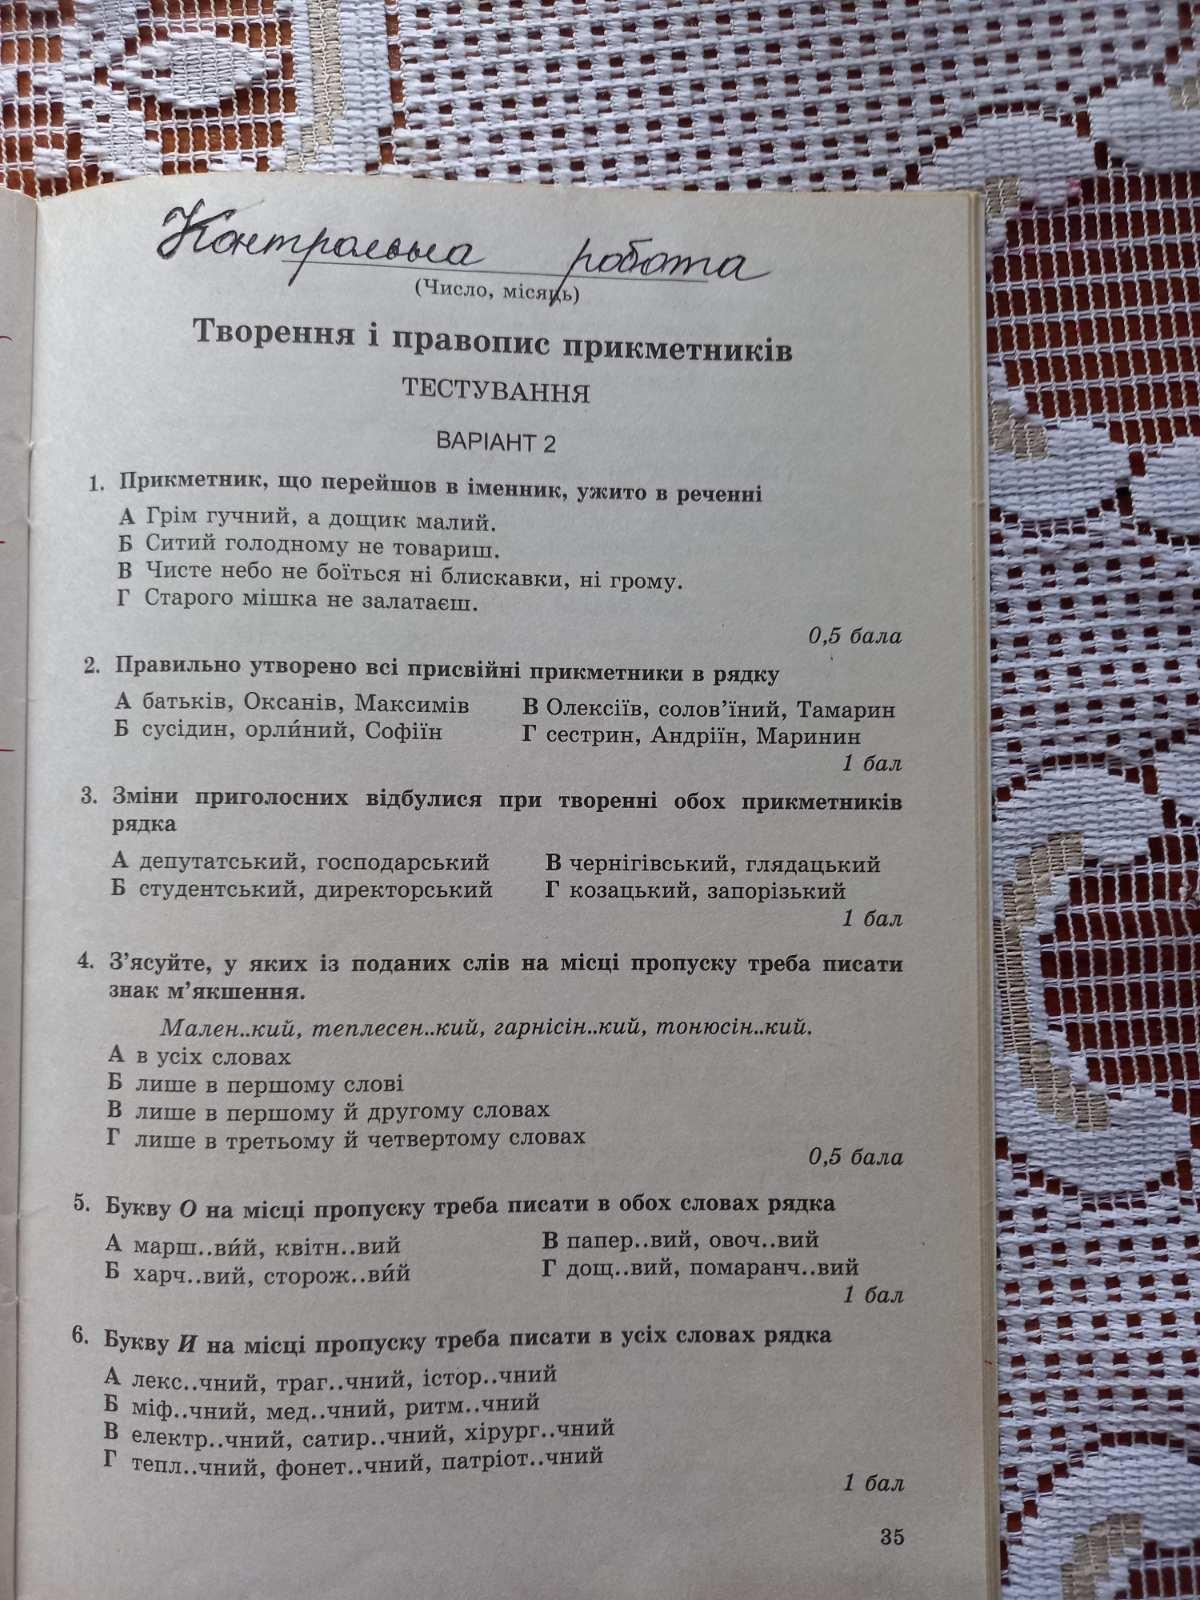 Контрольна робота
(Число, місяць)
Творення і правопис прикметників
ТЕСТУВАННЯ
ВАРІАНТ 2
1. Прикметник, що перейшов в іменник, ужито в реченні
А Грім гучний, а дощик малий.
Б Ситий голодному не товариш.
В Чисте небо не боїться ні блискавки, ні грому.
Г Старого мішка не залатаєш.
0,5 бала
2. Правильно утворено всі присвійні прикметники в рядку
А батьків, Оксанів, Максимів
Б сусідин, орли́ний, Софіїн
В Олексіїв, солов’їний, Тамарин
Г сестрин, Андріїн, Маринин
1 бал
3. Зміни приголосних відбулися при творенні обох прикметників
рядка
А депутатський, господарський
Б студентський, директорський
В чернігівський, глядацький
Г козацький, запорізький
1 бал
4. З’ясуйте, у яких із поданих слів на місці пропуску треба писати
знак м’якшення.
Мален..кий, теплесен..кий, гарнісін..кий, тонюсін..кий.
А в усіх словах
Б лише в першому слові
В лише в першому й другому словах
Г лише в третьому й четвертому словах
0,5 бала
5. Букву О на місці пропуску треба писати в обох словах рядка
А марш..ви́й, квітн..вий
Б харч..вий, сторож..ви́й
В папер..вий, овоч..вий
Г дощ..вий, помаранч..вий
1 бал
6. Букву И на місці пропуску треба писати в усіх словах рядка
А лекс..чний, траг..чний, істор..чний
Б міф..чний, мед..чний, ритм..чний
В електр..чний, сатир..чний, хірург..чний
Г тепл..чний, фонет..чний, патріот..чний
1 бал
35